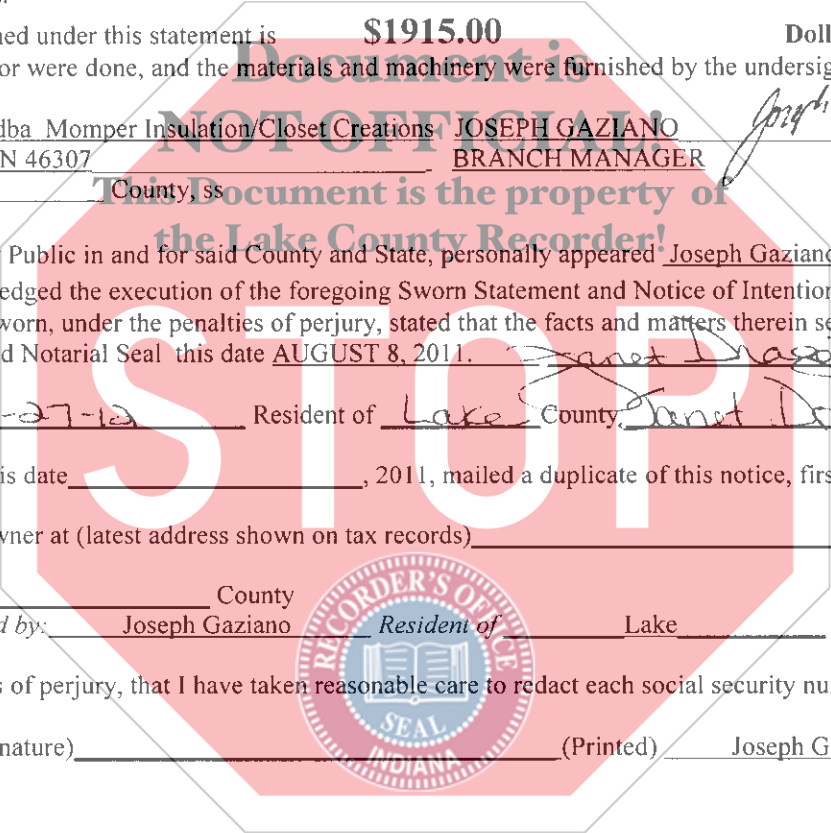 ned under this statement is $1915.00 Doll
or were done, and the materials and machinery were furnished by the undersig
Document is
NOT OFFICIAL!
This Document is the property of
the Lake County Recorder!
dba Momper Insulation/Closet Creations JOSEPH GAZIANO Joseph
N 46307 BRANCH MANAGER
County, ss
Public in and for said County and State, personally appeared Joseph Gaziano
edged the execution of the foregoing Sworn Statement and Notice of Intention
worn, under the penalties of perjury, stated that the facts and matters therein se
d Notarial Seal this date AUGUST 8, 2011. Janet
-27-12 Resident of Lake County, Janet
STOP
is date , 2011, mailed a duplicate of this notice, firs
wner at (latest address shown on tax records)
County
d by: Joseph Gaziano Resident of Lake
RECORDER'S OFFICE
SEAL
INDIANA
s of perjury, that I have taken reasonable care to redact each social security nu
nature) (Printed) Joseph G